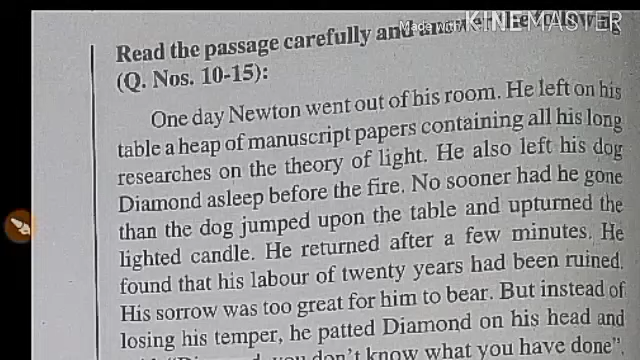 Made with KINEMASTER
Read the passage carefully and answer the following
(Q. Nos. 10-15):
One day Newton went out of his room. He left on his
table a heap of manuscript papers containing all his long
researches on the theory of light. He also left his dog
Diamond asleep before the fire. No sooner had he gone
than the dog jumped upon the table and upturned the
lighted candle. He returned after a few minutes. He
found that his labour of twenty years had been ruined.
His sorrow was too great for him to bear. But instead of
losing his temper, he patted Diamond on his head and
don't know what you have done"